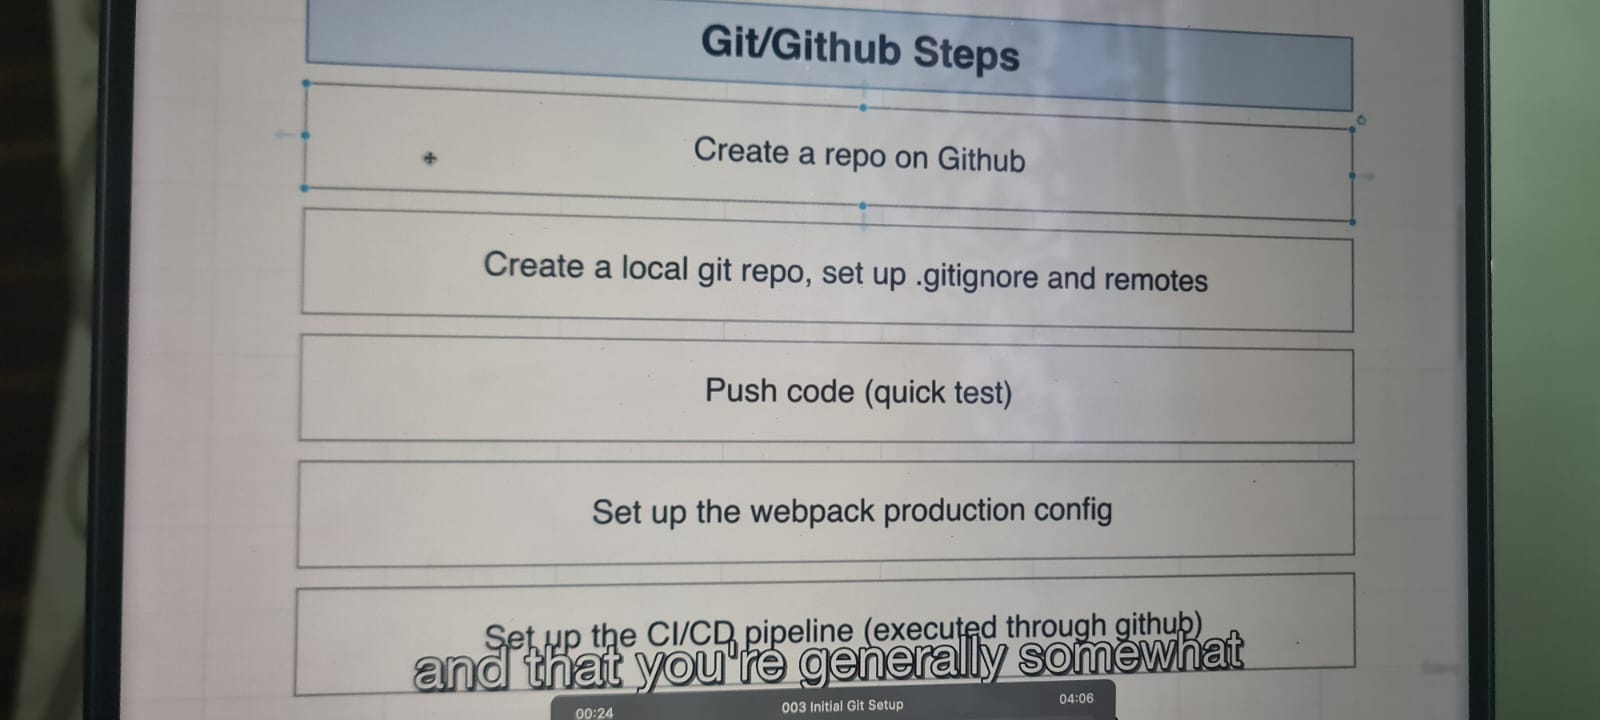 Git/Github Steps
Create a repo on Github
Create a local git repo, set up .gitignore and remotes
Push code (quick test)
Set up the webpack production config
Set up the CI/CD pipeline (executed through github)
and that you're generally somewhat
00:24
003 Initial Git Setup
04:06